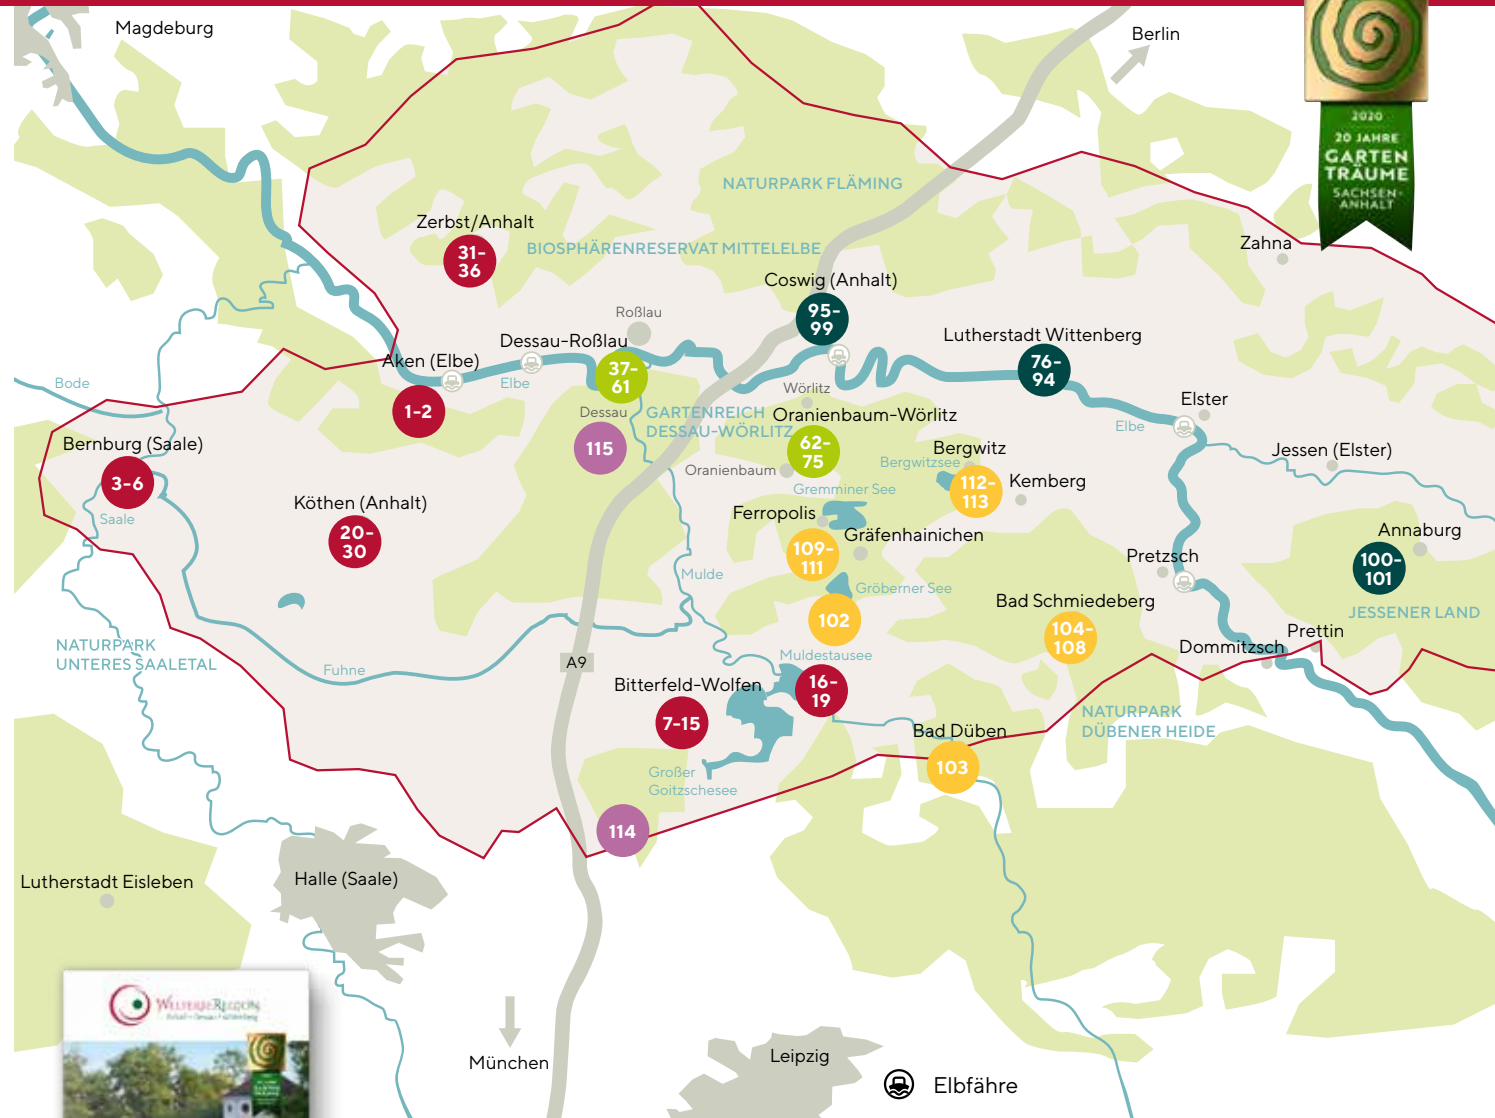 Magdeburg
Berlin
2020
20 JAHRE
GARTEN
TRÄUME
SACHSEN-
ANHALT
NATURPARK FLÄMING
Zerbst/Anhalt
31-
36
BIOSPHÄRENRESERVAT MITTELELBE
Zahna
Coswig (Anhalt)
95-
99
Roßlau
Dessau-Roßlau
37-
61
Lutherstadt Wittenberg
76-
94
Aken (Elbe)
1-2
Elbe
Bode
Wörlitz
Dessau
115
GARTENREICH
DESSAU-WÖRLITZ
Oranienbaum-Wörlitz
62-
75
Oranienbaum
Elster
Elbe
Bernburg (Saale)
3-6
Saale
Bergwitz
Bergwitzsee
112-
113
Kemberg
Jessen (Elster)
Köthen (Anhalt)
20-
30
Gremminer See
Ferropolis
109-
111
Gräfenhainichen
Annaburg
100-
101
Pretzsch
Mulde
Gröberner See
102
Bad Schmiedeberg
104-
108
JESSENER LAND
Prettin
Dommitzsch
NATURPARK
UNTERES SAALETAL
Fuhne
A9
Muldestausee
16-
19
Bitterfeld-Wolfen
7-15
NATURPARK
DÜBENER HEIDE
Bad Düben
103
Großer
Goitzschesee
114
Lutherstadt Eisleben
Halle (Saale)
WELTERBEREGION
München
Leipzig
Elbfähre